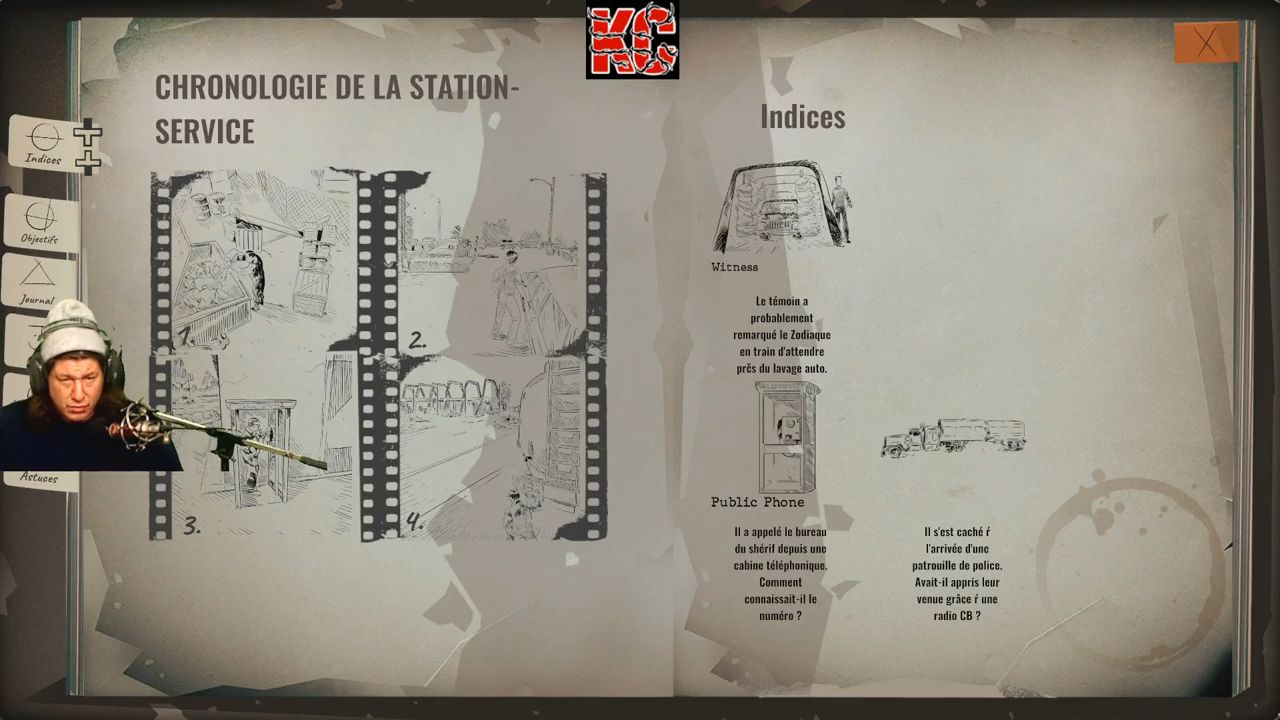 KC
CHRONOLOGIE DE LA STATION-
SERVICE
Indices
Indices
Objectifs
Journal
Astuces
1.
2.
3.
4.
Witness
Le témoin a
probablement
remarqué le Zodiaque
en train d'attendre
prčs du lavage auto.
Public Phone
Il a appelé le bureau
du shérif depuis une
cabine téléphonique.
Comment
connaissait-il le
numéro ?
Il s'est caché ŕ
l'arrivée d'une
patrouille de police.
Avait-il appris leur
venue grâce ŕ une
radio CB ?